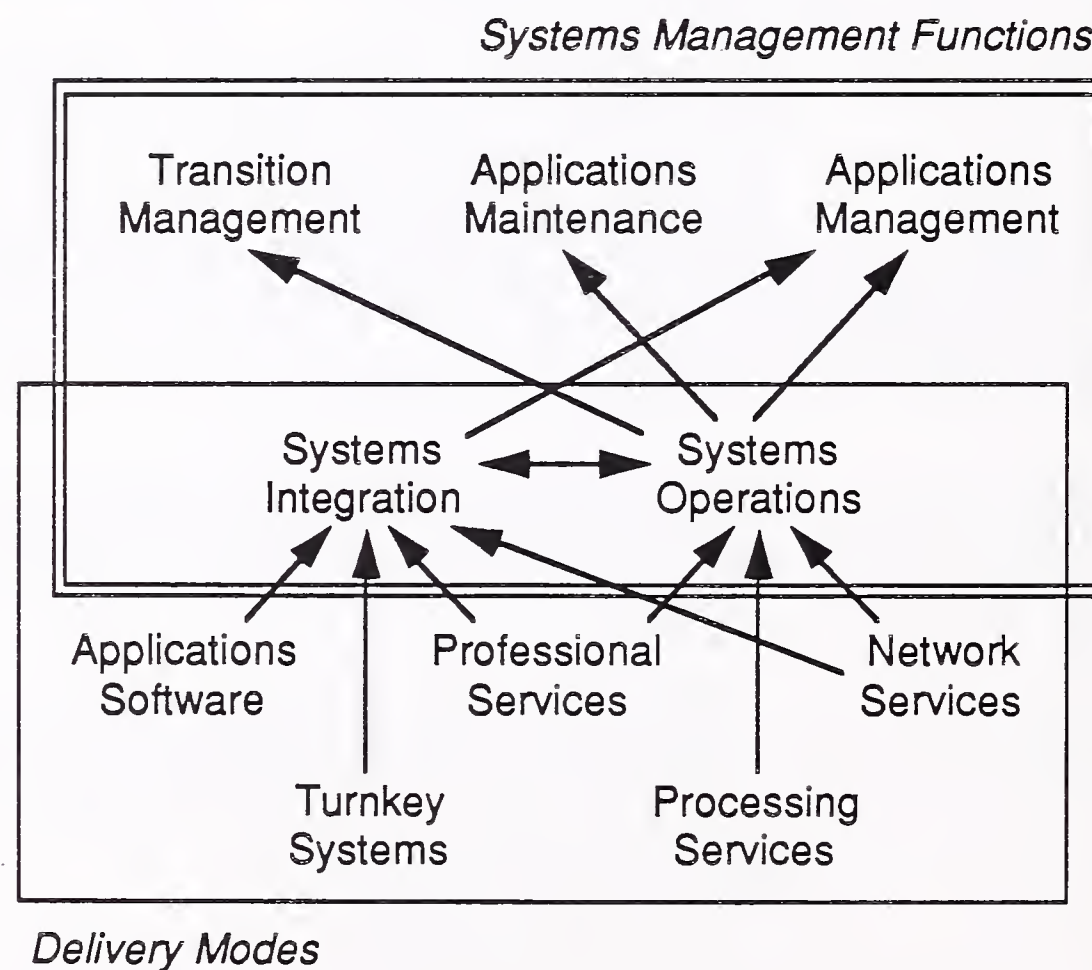 Systems Management Functions
Transition
Management
Applications
Maintenance
Applications
Management
Systems
Integration
Systems
Operations
Applications
Software
Professional
Services
Network
Services
Turnkey
Systems
Processing
Services
Delivery Modes